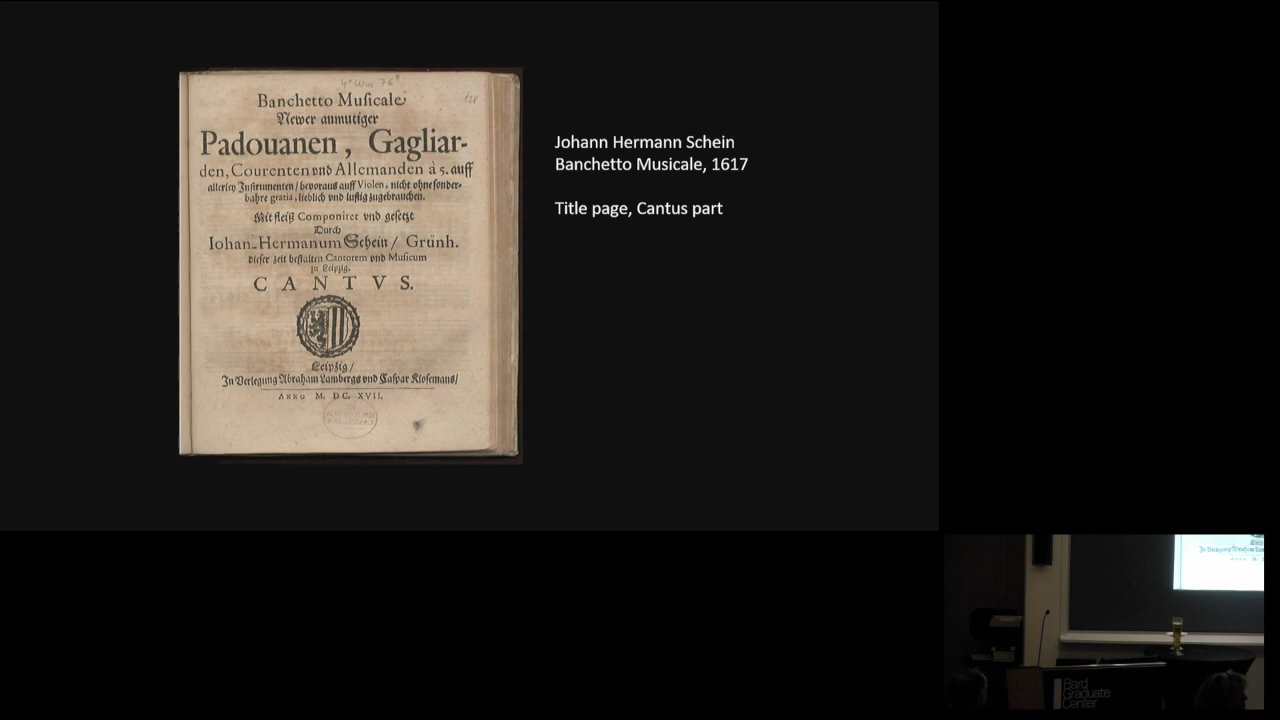 Banchetto Muſicale
Newer anmutiger
Padouanen, Gagliar-
den, Courenten vnd Allemanden à 5. auff
allerley Inſtrumenten / bevoraus auff Violen, nicht ohne ſonder-
bahre gratia, lieblich vnd luſtig zugebrauchen.
Mit fleiß Componiret vnd geſetzt
Durch
Iohan-Hermanum Schein / Grünh.
dieſer zeit beſtalten Cantorem vnd Muſicum
zu Leipzig.
CANTVS.
Leipzig /
In Verlegung Abraham Lambergs vnd Caſpar Kloſemans /
ANNO M. DC. XVII.
Johann Hermann Schein
Banchetto Musicale, 1617
Title page, Cantus part
Bard
Graduate
Center